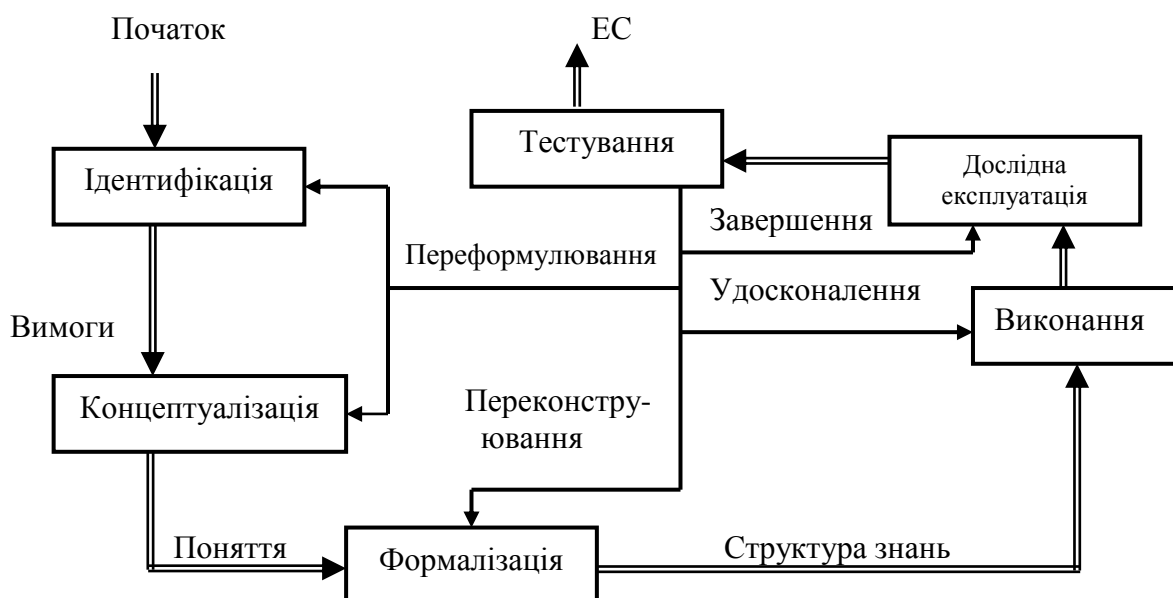 Початок
ЕС
Тестування
Ідентифікація
Дослідна
експлуатація
Завершення
Переформулювання
Удосконалення
Виконання
Вимоги
Концептуалізація
Переконстру-
ювання
Поняття
Формалізація
Структура знань